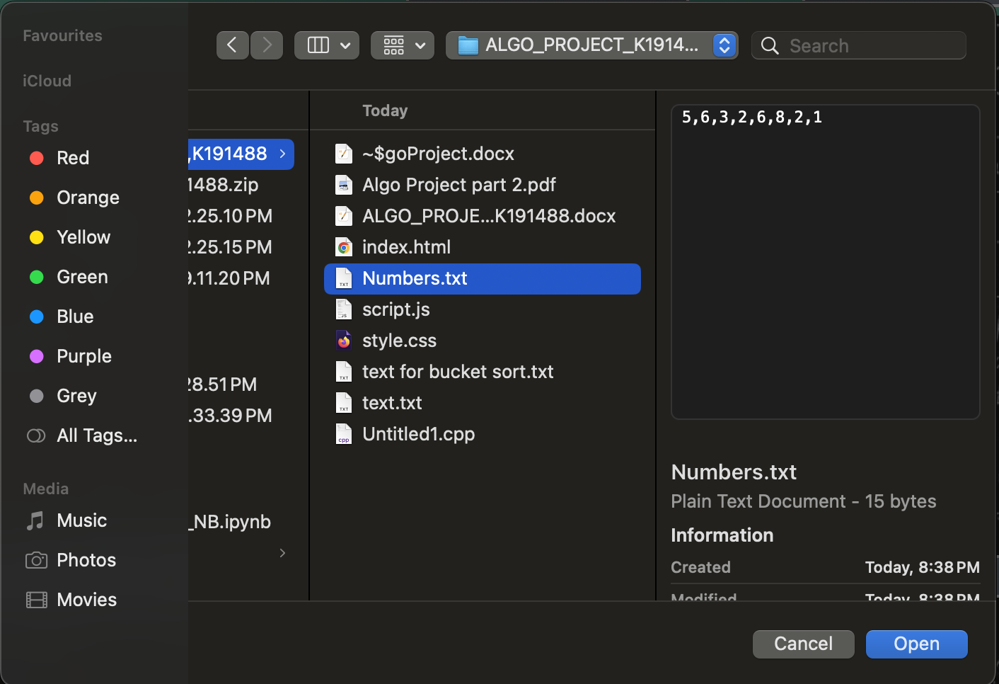 Favourites
iCloud
Tags
Red
Orange
Yellow
Green
Blue
Purple
Grey
All Tags...
Media
Music
Photos
Movies
ALGO_PROJECT_K1914...
Search
,K191488
1488.zip
2.25.10 PM
2.25.15 PM
9.11.20 PM
28.51 PM
.33.39 PM
_NB.ipynb
Today
~$goProject.docx
Algo Project part 2.pdf
ALGO_PROJE...K191488.docx
index.html
Numbers.txt
script.js
style.css
text for bucket sort.txt
text.txt
Untitled1.cpp
5,6,3,2,6,8,2,1
Numbers.txt
Plain Text Document - 15 bytes
Information
Created Today, 8:38 PM
Modified Today, 8:38 PM
Cancel Open